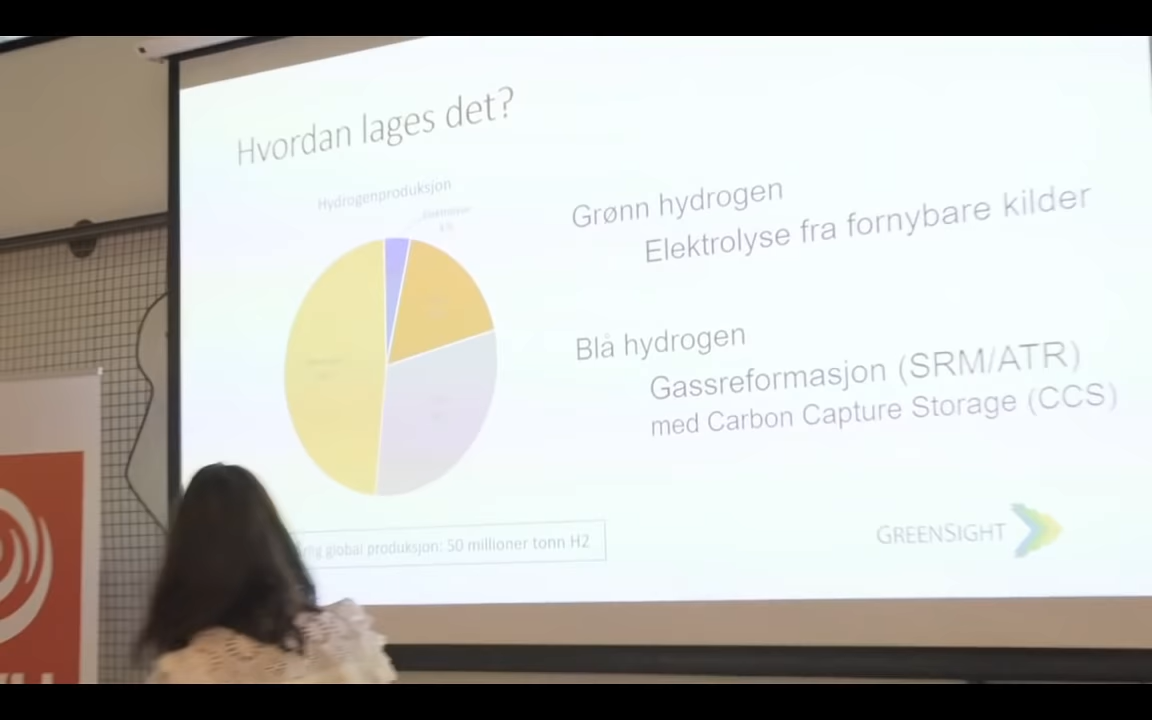 Hvordan lages det?
Hydrogenproduksjon
Grønn hydrogen
Elektrolyse fra fornybare kilder
Blå hydrogen
Gassreformasjon (SRM/ATR)
med Carbon Capture Storage (CCS)
global produksjon: 50 millioner tonn H2
GREENSIGHT